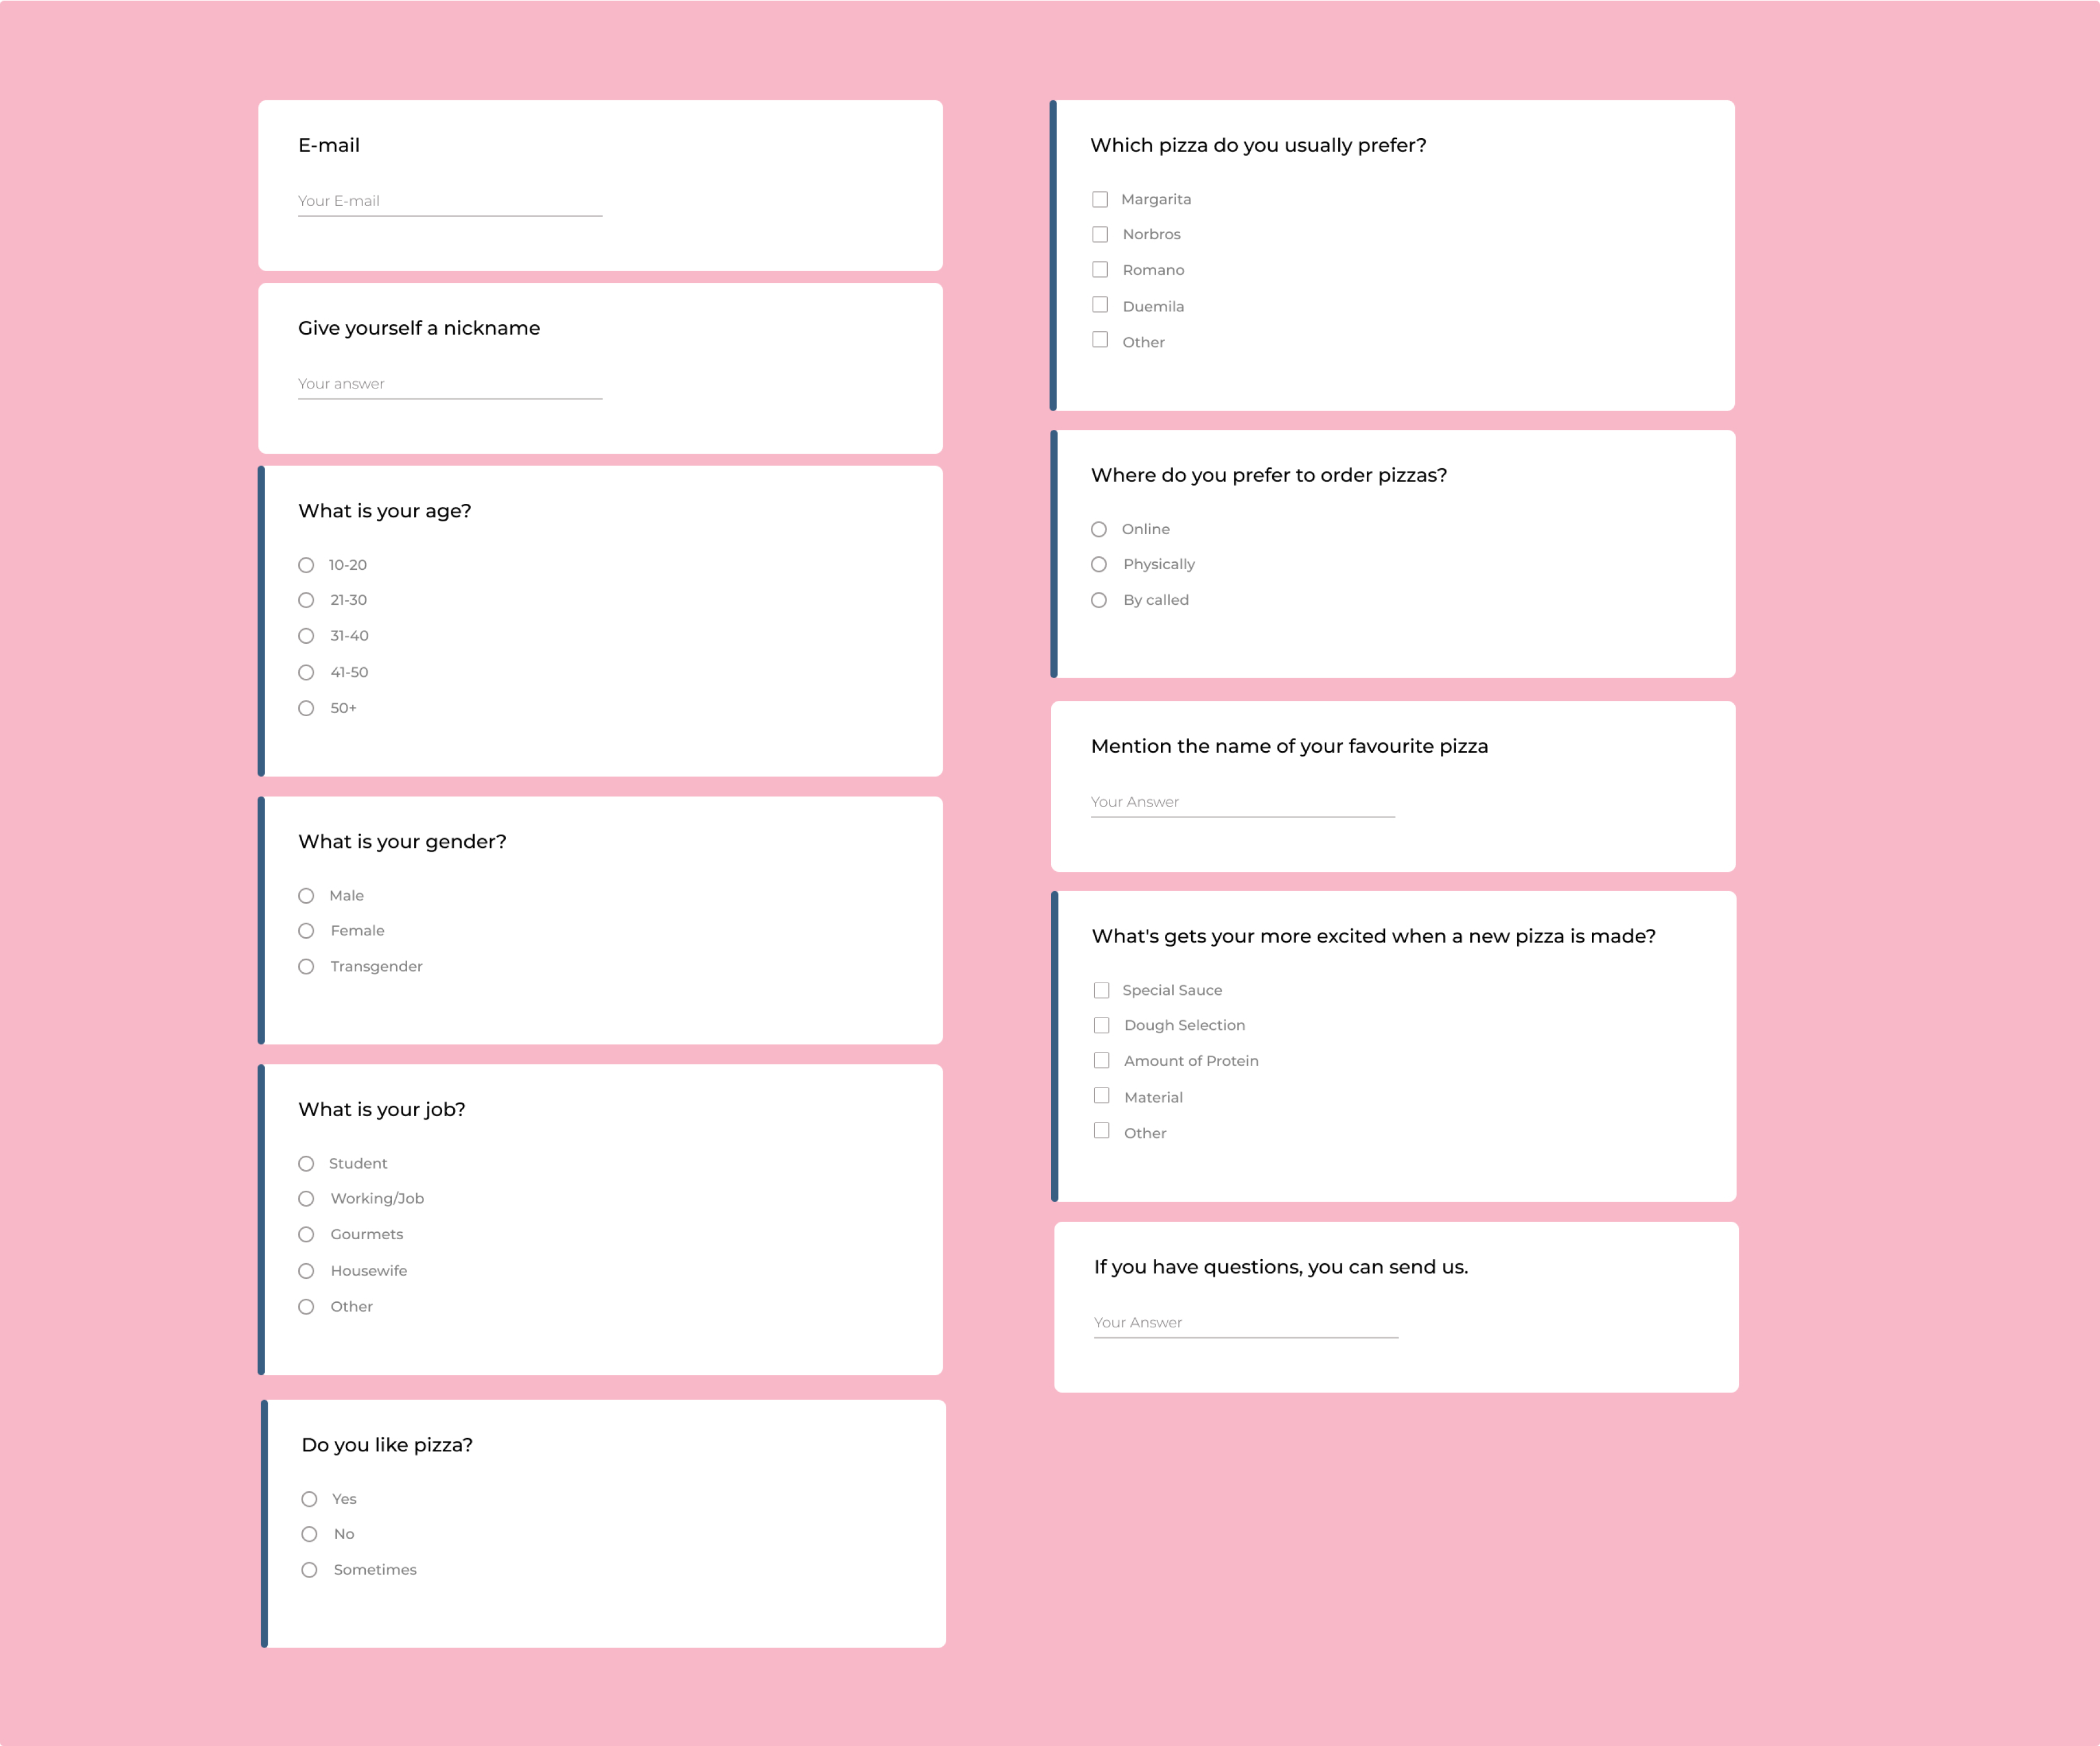 E-mail
Your E-mail
Give yourself a nickname
Your answer
What is your age?
10-20
21-30
31-40
41-50
50+
What is your gender?
Male
Female
Transgender
What is your job?
Student
Working/Job
Gourmets
Housewife
Other
Do you like pizza?
Yes
No
Sometimes
Which pizza do you usually prefer?
Margarita
Norbros
Romano
Duemila
Other
Where do you prefer to order pizzas?
Online
Physically
By called
Mention the name of your favourite pizza
Your Answer
What's gets your more excited when a new pizza is made?
Special Sauce
Dough Selection
Amount of Protein
Material
Other
If you have questions, you can send us.
Your Answer